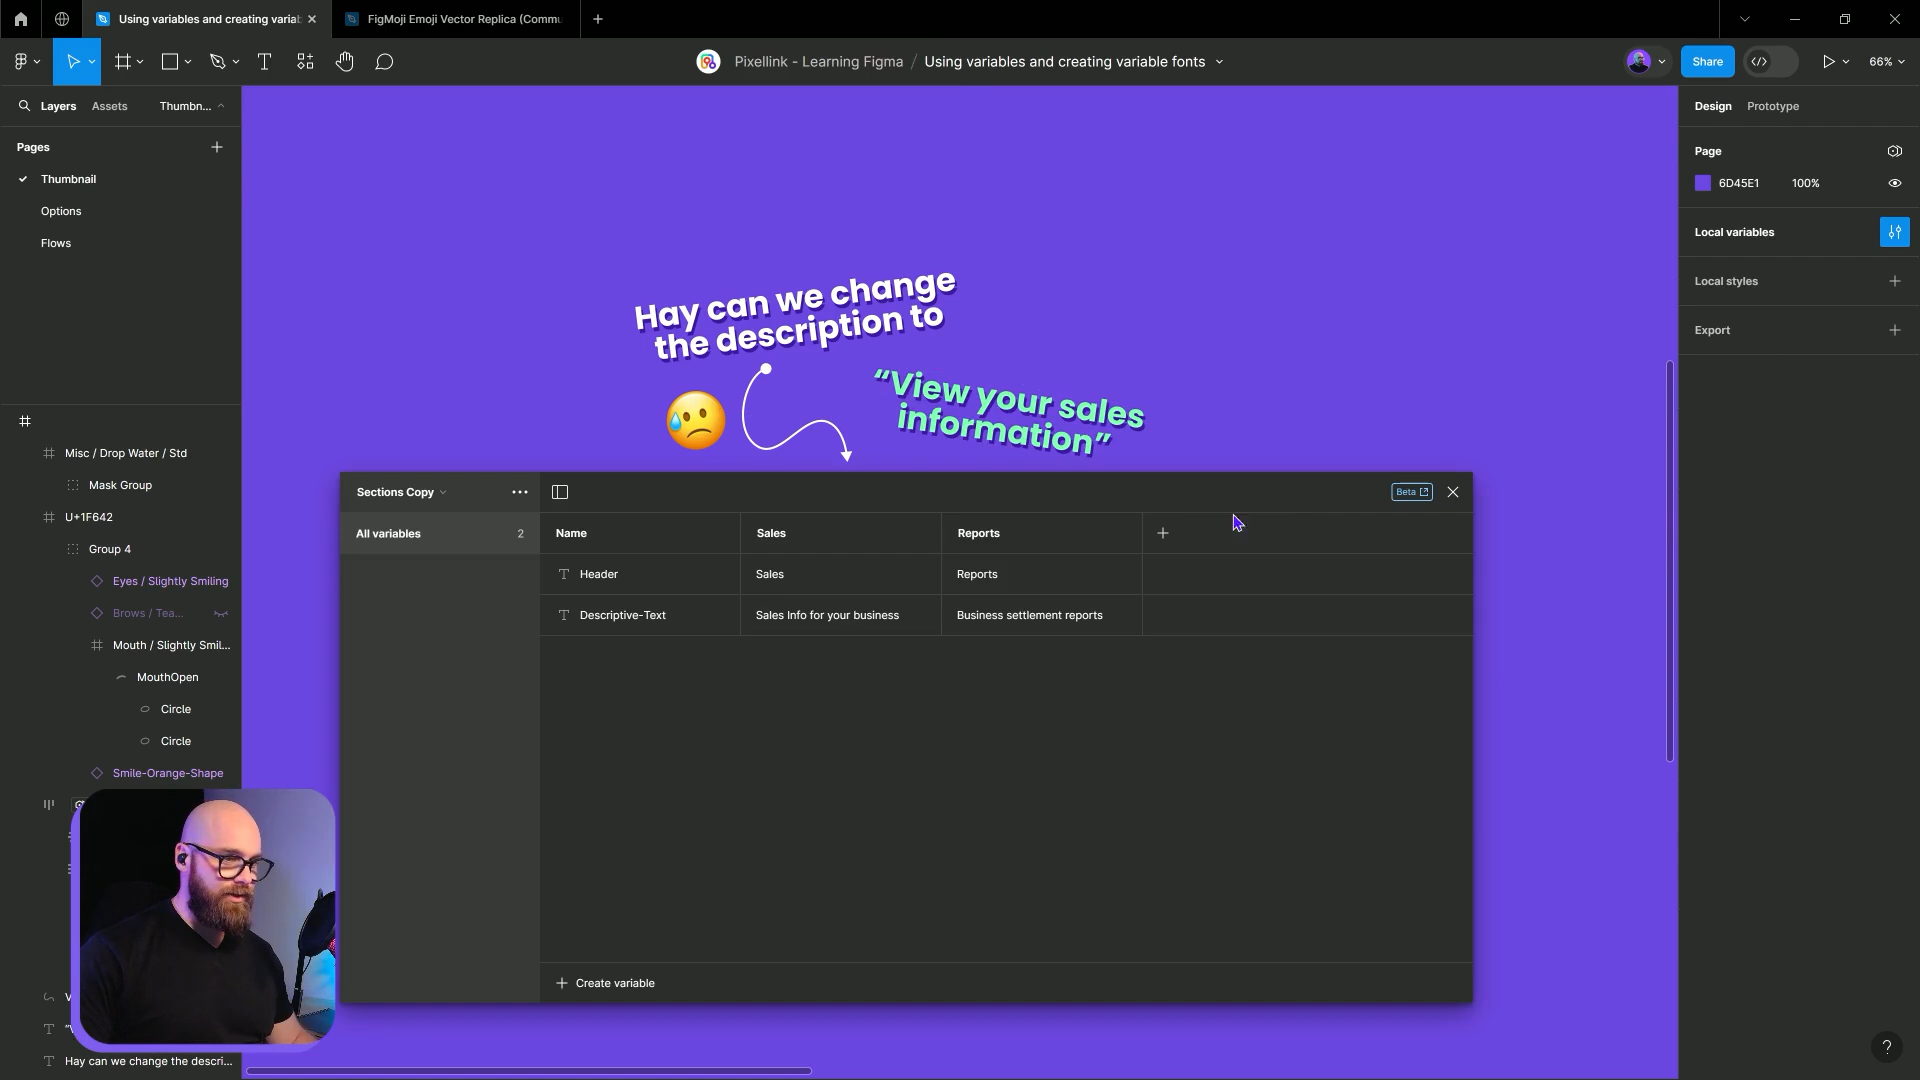 Using variables and creating varia
FigMoji Emoji Vector Replica (Commu
Pixellink - Learning Figma / Using variables and creating variable fonts
Share
66%
Layers
Assets
Thumbn...
Design
Prototype
Pages
Thumbnail
Options
Flows
Page
6D45E1
100%
Local variables
Local styles
Export
Hay can we change
the description to
“View your sales
information”
Misc / Drop Water / Std
Mask Group
U+1F642
Group 4
Eyes / Slightly Smiling
Brows / Tea...
Mouth / Slightly Smil...
MouthOpen
Circle
Circle
Smile-Orange-Shape
Hay can we change the descri...
Sections Copy
Beta
All variables
2
Name
Sales
Reports
Header
Sales
Reports
Descriptive-Text
Sales Info for your business
Business settlement reports
Create variable
?